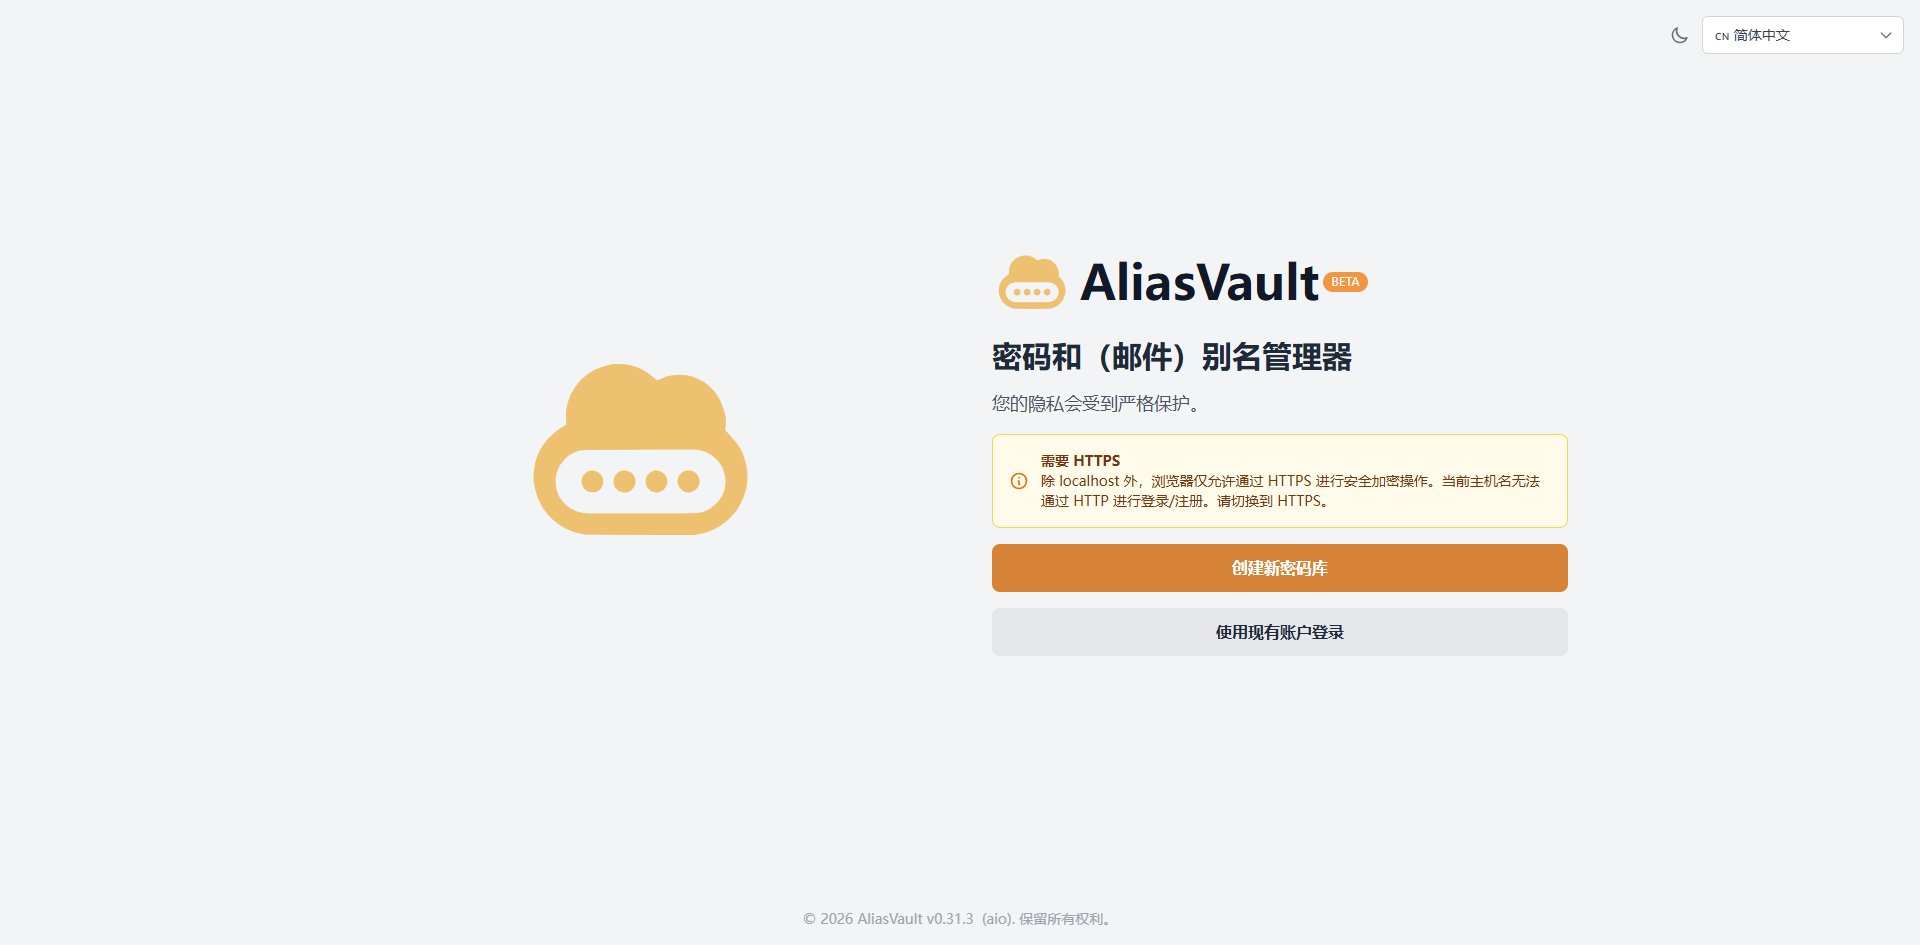 CN 简体中文
AliasVault BETA
密码和（邮件）别名管理器
您的隐私会受到严格保护。
需要 HTTPS
除 localhost 外，浏览器仅允许通过 HTTPS 进行安全加密操作。当前主机名无法
通过 HTTP 进行登录/注册。请切换到 HTTPS。
创建新密码库
使用现有账户登录
© 2026 AliasVault v0.31.3 (aio). 保留所有权利。